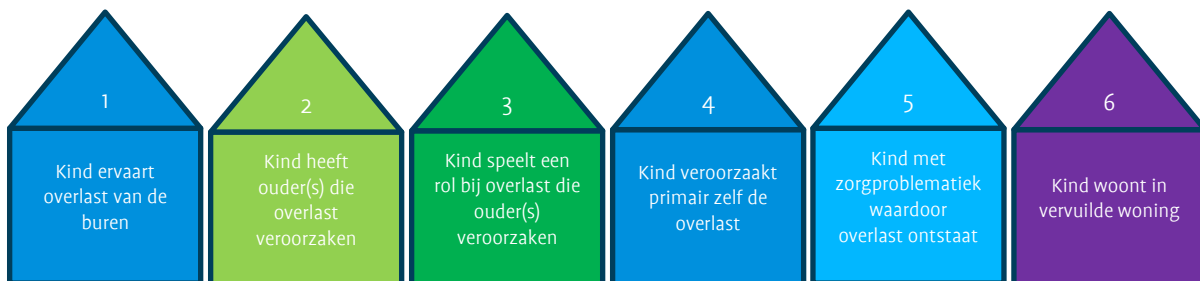 1
Kind ervaart
overlast van de
buren
2
Kind heeft
ouder(s) die
overlast
veroorzaken
3
Kind speelt een
rol bij overlast die
ouder(s)
veroorzaken
4
Kind veroorzaakt
primair zelf de
overlast
5
Kind met
zorgproblematiek
waardoor
overlast ontstaat
6
Kind woont in
vervuilde woning